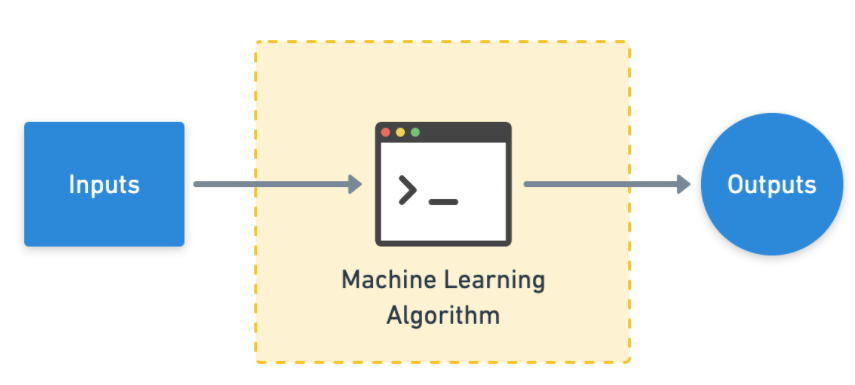 Inputs
>_
Outputs
Machine Learning
Algorithm